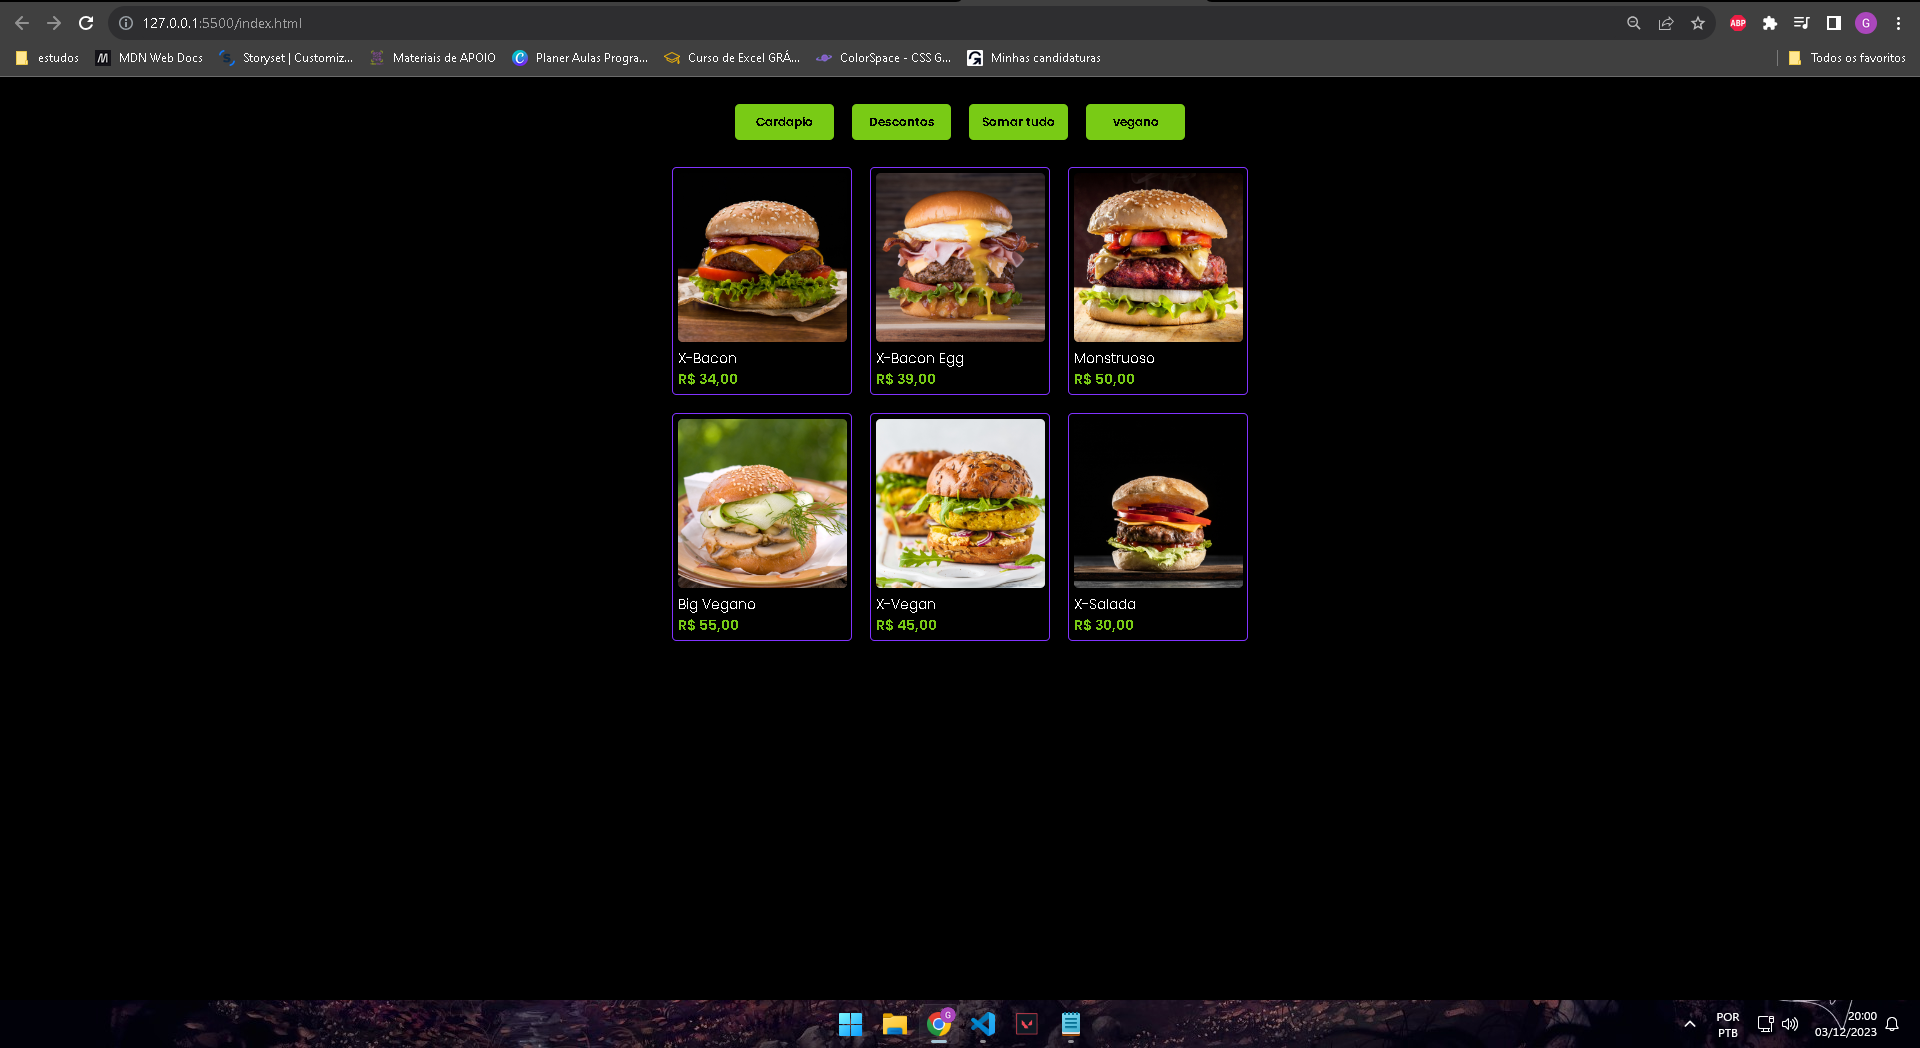 127.0.0.1:5500/index.html
ABP
G
estudos
M MDN Web Docs
S Storyset | Customiz...
Materiais de APOIO
C Planer Aulas Progra...
Curso de Excel GRÁ...
ColorSpace - CSS G...
G Minhas candidaturas
Todos os favoritos
Cardapio
Descontos
Somar tudo
vegano
X-Bacon
R$ 34,00
X-Bacon Egg
R$ 39,00
Monstruoso
R$ 50,00
Big Vegano
R$ 55,00
X-Vegan
R$ 45,00
X-Salada
R$ 30,00
G
POR
PTB
20:00
03/12/2023